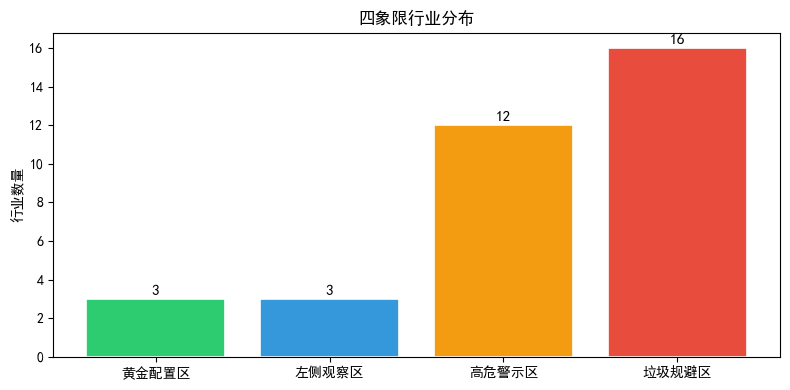 四象限行业分布
行业数量
16
14
12
10
8
6
4
2
0
3
3
12
16
黄金配置区
左侧观察区
高危警示区
垃圾规避区